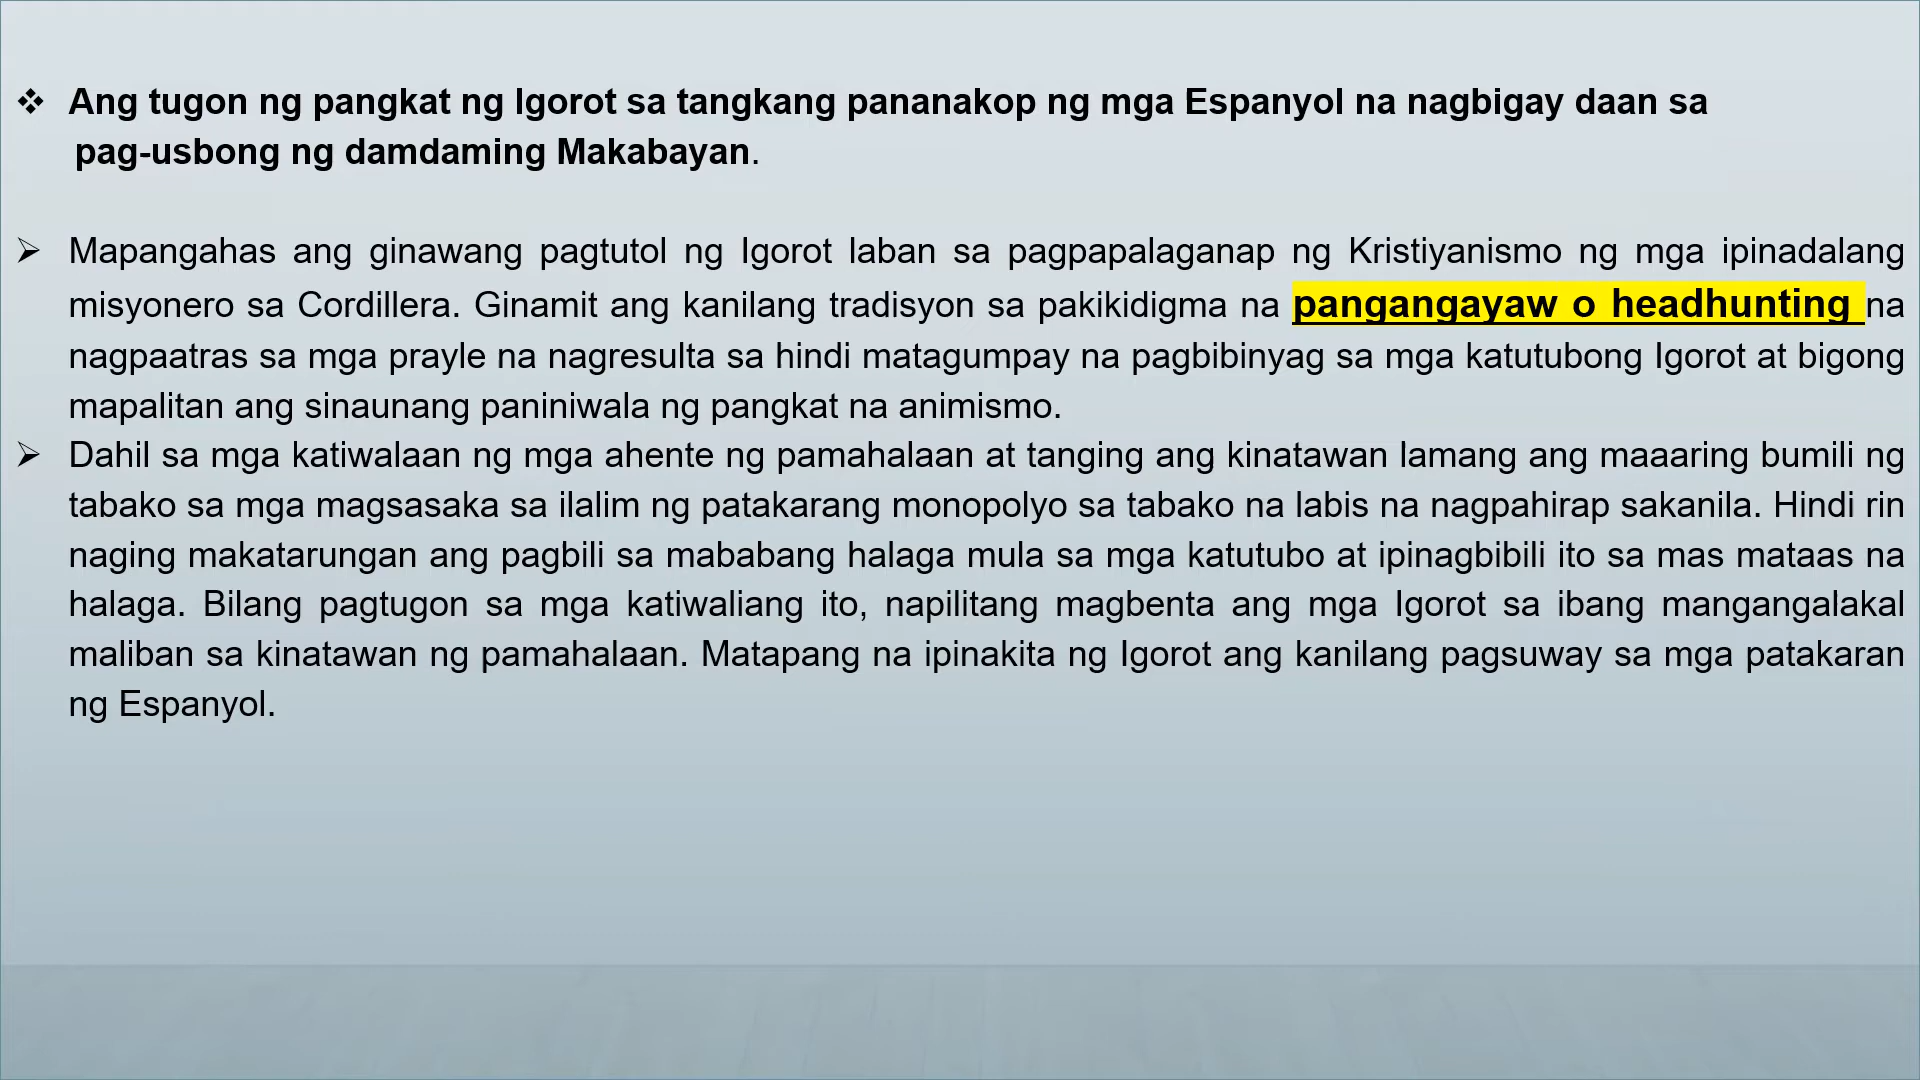 ❖ Ang tugon ng pangkat ng Igorot sa tangkang pananakop ng mga Espanyol na nagbigay daan sa
pag-usbong ng damdaming Makabayan.
➢ Mapangahas ang ginawang pagtutol ng Igorot laban sa pagpapalaganap ng Kristiyanismo ng mga ipinadalang
misyonero sa Cordillera. Ginamit ang kanilang tradisyon sa pakikidigma na pangangayaw o headhunting na
nagpaatras sa mga prayle na nagresulta sa hindi matagumpay na pagbibinyag sa mga katutubong Igorot at bigong
mapalitan ang sinaunang paniniwala ng pangkat na animismo.
➢ Dahil sa mga katiwalaan ng mga ahente ng pamahalaan at tanging ang kinatawan lamang ang maaaring bumili ng
tabako sa mga magsasaka sa ilalim ng patakarang monopolyo sa tabako na labis na nagpahirap sakanila. Hindi rin
naging makatarungan ang pagbili sa mababang halaga mula sa mga katutubo at ipinagbibili ito sa mas mataas na
halaga. Bilang pagtugon sa mga katiwaliang ito, napilitang magbenta ang mga Igorot sa ibang mangangalakal
maliban sa kinatawan ng pamahalaan. Matapang na ipinakita ng Igorot ang kanilang pagsuway sa mga patakaran
ng Espanyol.